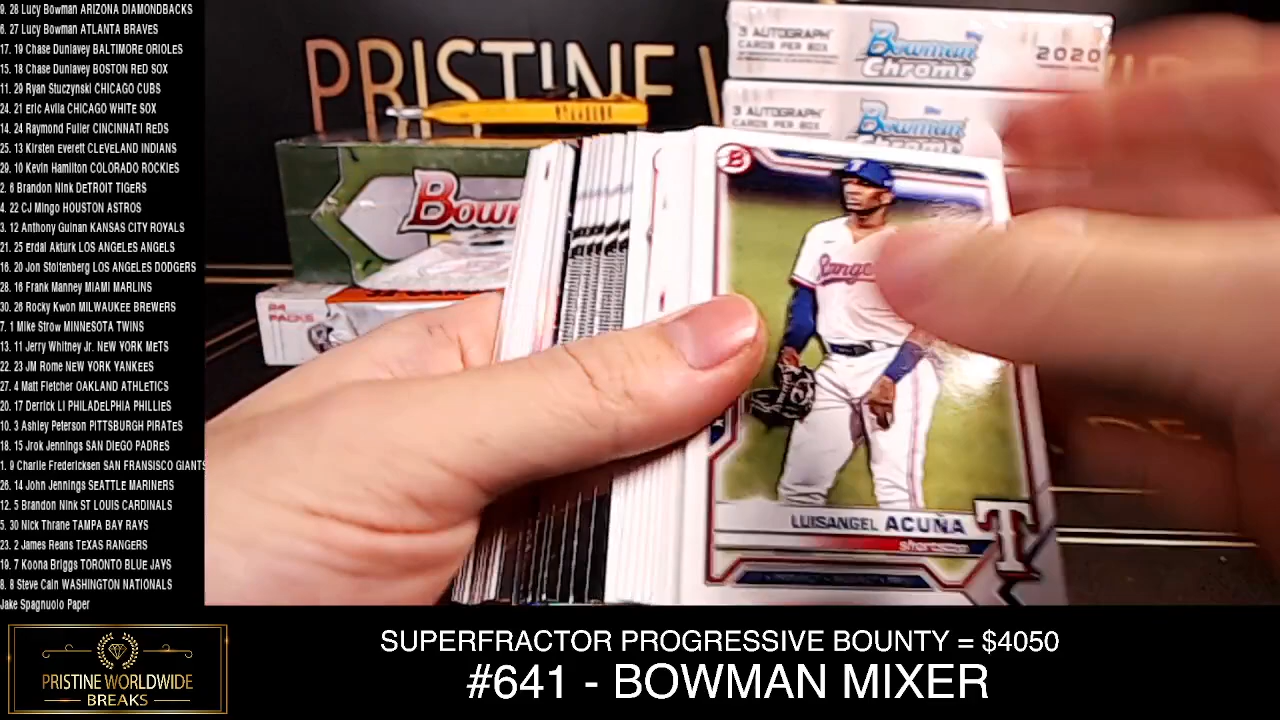 9. 28 Lucy Bowman ARIZONA DIAMONDBACKS
6. 27 Lucy Bowman ATLANTA BRAVES
17. 19 Chase Dunlavey BALTIMORE ORIOLES
15. 18 Chase Dunlavey BOSTON RED SOX
11. 29 Ryan Stuczynski CHICAGO CUBS
24. 21 Eric Avila CHICAGO WHITE SOX
14. 24 Raymond Fuller CINCINNATI REDS
25. 13 Kirsten Everett CLEVELAND INDIANS
29. 10 Kevin Hamilton COLORADO ROCKIES
2. 6 Brandon Nink DETROIT TIGERS
4. 22 CJ Mingo HOUSTON ASTROS
3. 12 Anthony Guinan KANSAS CITY ROYALS
21. 25 Erdal Akturk LOS ANGELES ANGELS
16. 20 Jon Stoltenberg LOS ANGELES DODGERS
28. 16 Frank Manney MIAMI MARLINS
30. 26 Rocky Kwon MILWAUKEE BREWERS
7. 1 Mike Strow MINNESOTA TWINS
13. 11 Jerry Whitney Jr. NEW YORK METS
22. 23 JM Rome NEW YORK YANKEES
27. 4 Matt Fletcher OAKLAND ATHLETICS
20. 17 Derrick Li PHILADELPHIA PHILLIES
10. 3 Ashley Peterson PITTSBURGH PIRATES
18. 15 Jrok Jennings SAN DIEGO PADRES
1. 9 Charlie Fredericksen SAN FRANSISCO GIANTS
26. 14 John Jennings SEATTLE MARINERS
12. 5 Brandon Nink ST LOUIS CARDINALS
5. 30 Nick Thrane TAMPA BAY RAYS
23. 2 James Reans TEXAS RANGERS
19. 7 Koona Briggs TORONTO BLUE JAYS
8. 8 Steve Cain WASHINGTON NATIONALS
Jake Spagnuolo Paper
PRISTINE W
3 AUTOGRAPH
CARDS PER BOX
Bowman
Chrome
2020
3 AUTOGRAPH
CARDS PER BOX
Bowman
Chrome
Bow
24
PACKS
B
Range
LUISANGEL ACUÑA
T
PRISTINE WORLDWIDE
BREAKS
SUPERFRACTOR PROGRESSIVE BOUNTY = $4050
#641 - BOWMAN MIXER